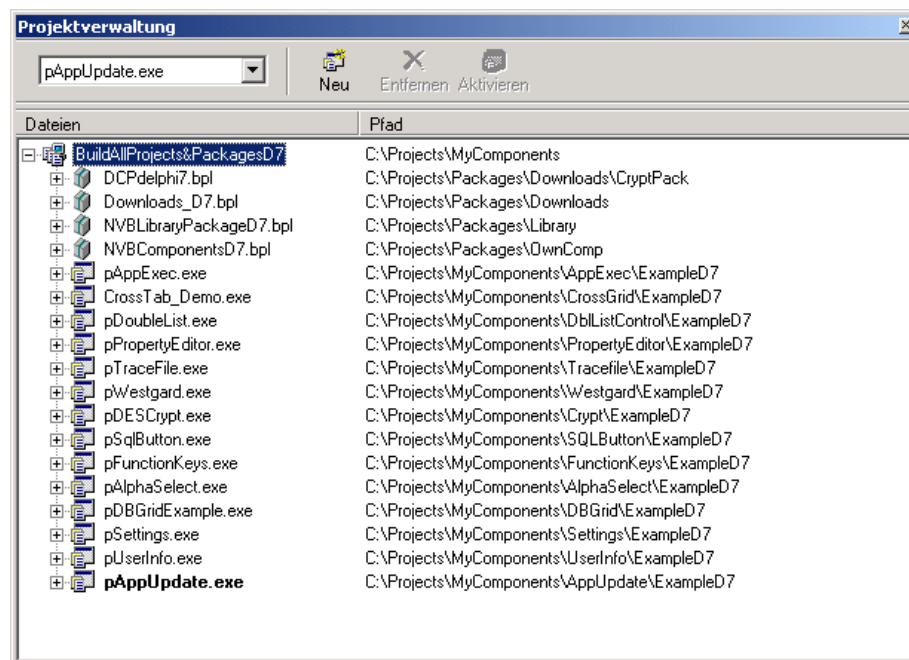 Projektverwaltung
pAppUpdate.exe
Neu Entfernen Aktivieren
Dateien Pfad
BuildAllProjects&PackagesD7 C:\Projects\MyComponents
DCPdelphi7.bpl C:\Projects\Packages\Downloads\CryptPack
Downloads_D7.bpl C:\Projects\Packages\Downloads
NVBLibraryPackageD7.bpl C:\Projects\Packages\Library
NVBComponentsD7.bpl C:\Projects\Packages\OwnComp
pAppExec.exe C:\Projects\MyComponents\AppExec\ExampleD7
CrossTab_Demo.exe C:\Projects\MyComponents\CrossGrid\ExampleD7
pDoubleList.exe C:\Projects\MyComponents\DblListControl\ExampleD7
pPropertyEditor.exe C:\Projects\MyComponents\PropertyEditor\ExampleD7
pTraceFile.exe C:\Projects\MyComponents\Tracefile\ExampleD7
pWestgard.exe C:\Projects\MyComponents\Westgard\ExampleD7
pDESCrypt.exe C:\Projects\MyComponents\Crypt\ExampleD7
pSqlButton.exe C:\Projects\MyComponents\SQLButton\ExampleD7
pFunctionKeys.exe C:\Projects\MyComponents\FunctionKeys\ExampleD7
pAlphaSelect.exe C:\Projects\MyComponents\AlphaSelect\ExampleD7
pDBGridExample.exe C:\Projects\MyComponents\DBGrid\ExampleD7
pSettings.exe C:\Projects\MyComponents\Settings\ExampleD7
pUserInfo.exe C:\Projects\MyComponents\UserInfo\ExampleD7
pAppUpdate.exe C:\Projects\MyComponents\AppUpdate\ExampleD7